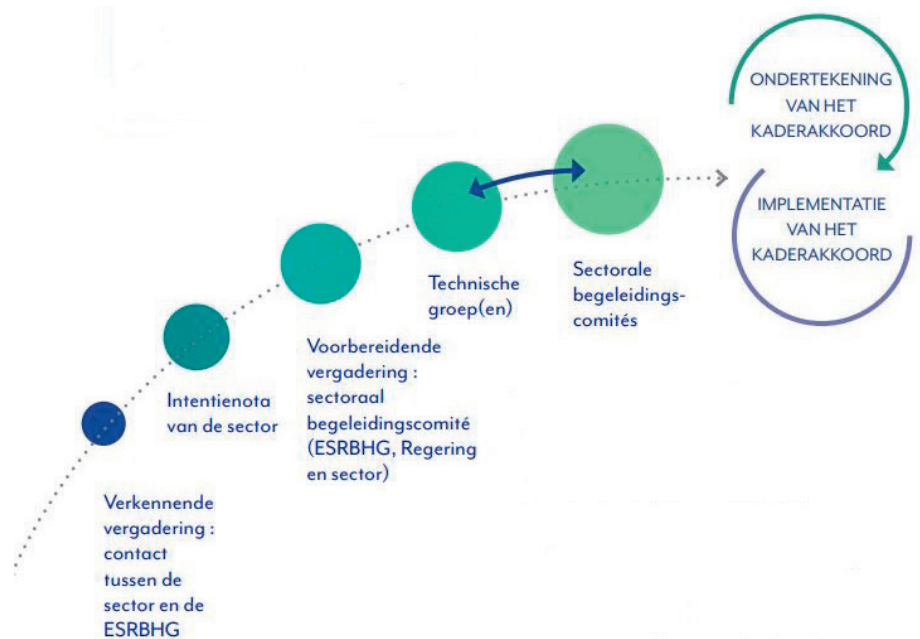 Verkennende
vergadering :
contact
tussen de
sector en de
ESRBHG
Intentienota
van de sector
Voorbereidende
vergadering :
sectoraal
begeleidingscomité
(ESRBHG, Regering
en sector)
Technische
groep(en)
Sectorale
begeleidings-
comités
ONDERTEKENING
VAN HET
KADERAKKOORD
IMPLEMENTATIE
VAN HET
KADERAKKOORD